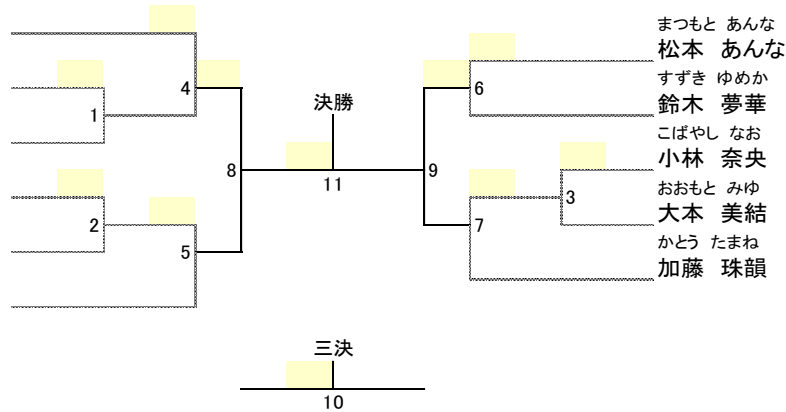 まつもと あんな
松本 あんな
すずき ゆめか
4
6
決勝
鈴木 夢華
1
こばやし なお
小林 奈央
8
9
11
おおもと みゆ
3
大本 美結
2
7
かとう たまね
5
加藤 珠韻
三決
10